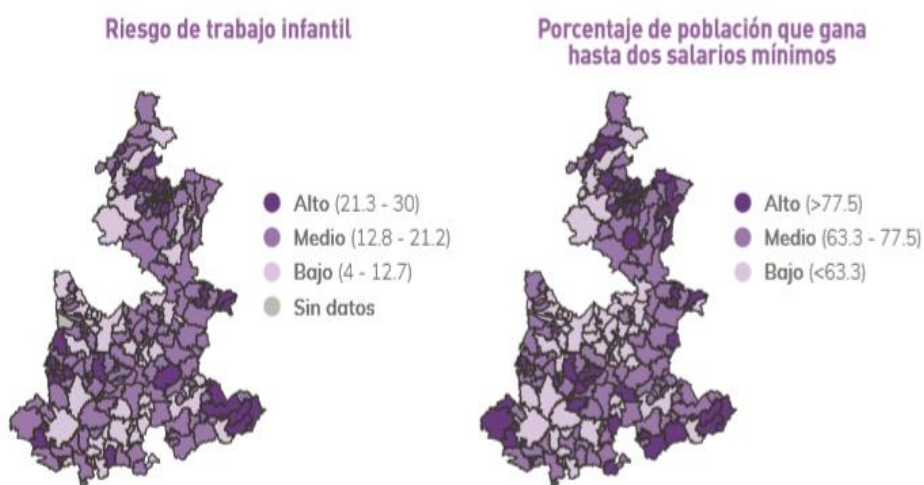 Riesgo de trabajo infantil
Alto (21.3 - 30)
Medio (12.8 - 21.2)
Bajo (4 - 12.7)
Sin datos
Porcentaje de población que gana
hasta dos salarios mínimos
Alto (>77.5)
Medio (63.3 - 77.5)
Bajo (<63.3)